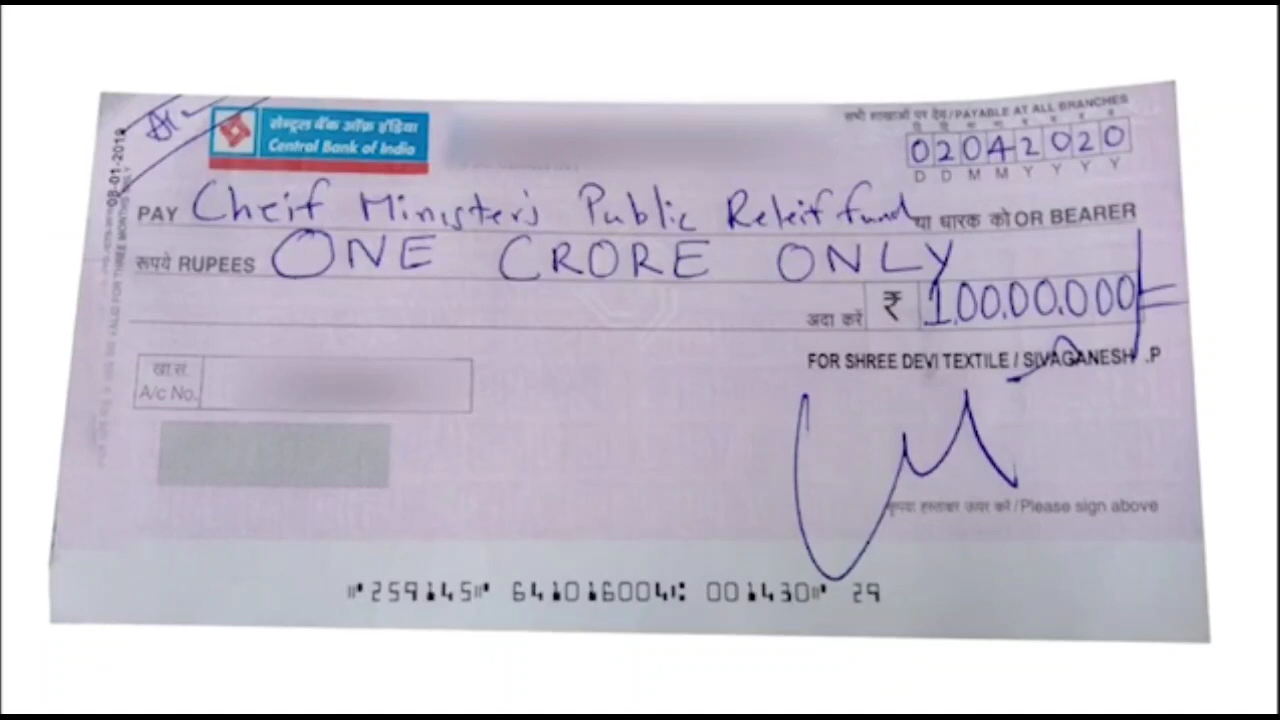 सेन्ट्रल बैंक ऑफ़ इंडिया
Central Bank of India
सभी शाखाओं पर देय/PAYABLE AT ALL BRANCHES
02042020
D D M M Y Y Y Y
08-01-2019
PAY Cheif Minister's Public Releif fund या धारक को OR BEARER
रूपये RUPEES ONE CRORE ONLY
अदा करें ₹ 1,00,00,000/=
FOR SHREE DEVI TEXTILE / SIVAGANESH .P
खा.सं.
A/c No.
कृपया हस्ताक्षर ऊपर करें/Please sign above
⑈259145⑈ 641016004⑆ 001430⑈ 29